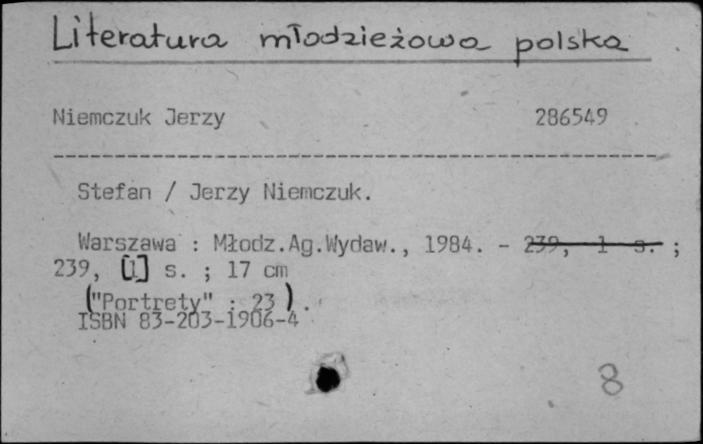 Literatura młodzieżowa polska
Niemczuk Jerzy 286549
Stefan / Jerzy Niemczuk.
Warszawa : Młodz.Ag.Wydaw., 1984. - 239, 1 s. ;
239, [1] s. ; 17 cm
("Portrety" : 23).
ISBN 83-203-1906-4
8